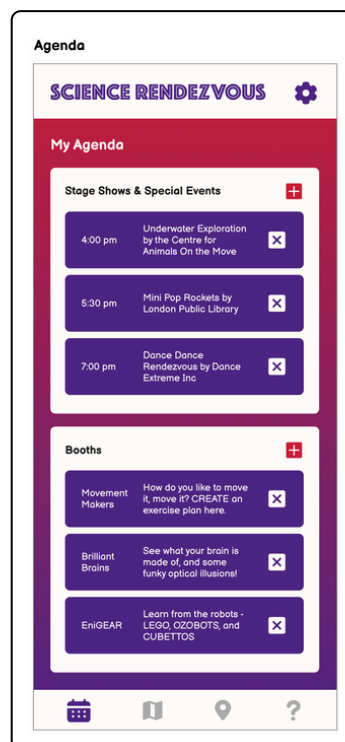 Agenda
SCIENCE RENDEZVOUS
My Agenda
Stage Shows & Special Events
4:00 pm
Underwater Exploration
by the Centre for
Animals On the Move
5:30 pm
Mini Pop Rockets by
London Public Library
7:00 pm
Dance Dance
Rendezvous by Dance
Extreme Inc
Booths
Movement
Makers
How do you like to move
it, move it? CREATE an
exercise plan here.
Brilliant
Brains
See what your brain is
made of, and some
funky optical illusions!
EniGEAR
Learn from the robots -
LEGO, OZOBOTS, and
CUBETTOS